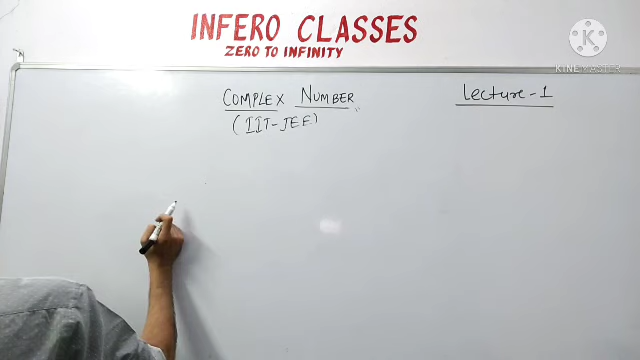 INFERO CLASSES
ZERO TO INFINITY
K
KINEMASTER
COMPLEX NUMBER
Lecture-1
(IIT-JEE)